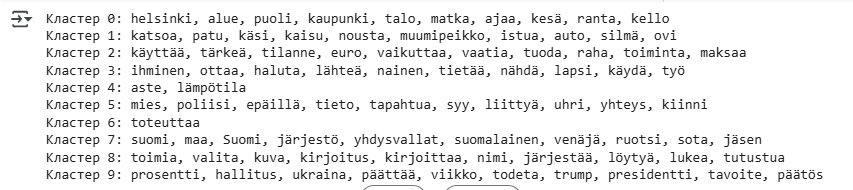 Кластер 0: helsinki, alue, puoli, kaupunki, talo, matka, ajaa, kesä, ranta, kello
Кластер 1: katsoa, patu, käsi, kaisu, nousta, muumipeikko, istua, auto, silmä, ovi
Кластер 2: käyttää, tärkeä, tilanne, euro, vaikuttaa, vaatia, tuoda, raha, toiminta, maksaa
Кластер 3: ihminen, ottaa, haluta, lähteä, nainen, tietää, nähdä, lapsi, käydä, työ
Кластер 4: aste, lämpötila
Кластер 5: mies, poliisi, epäillä, tieto, tapahtua, syy, liittyä, uhri, yhteys, kiinni
Кластер 6: toteuttaa
Кластер 7: suomi, maa, Suomi, järjestö, yhdysvallat, suomalainen, venäjä, ruotsi, sota, jäsen
Кластер 8: toimia, valita, kuva, kirjoitus, kirjoittaa, nimi, järjestää, löytyä, lukea, tutustua
Кластер 9: prosentti, hallitus, ukraina, päättää, viikko, todeta, trump, presidentti, tavoite, päätös